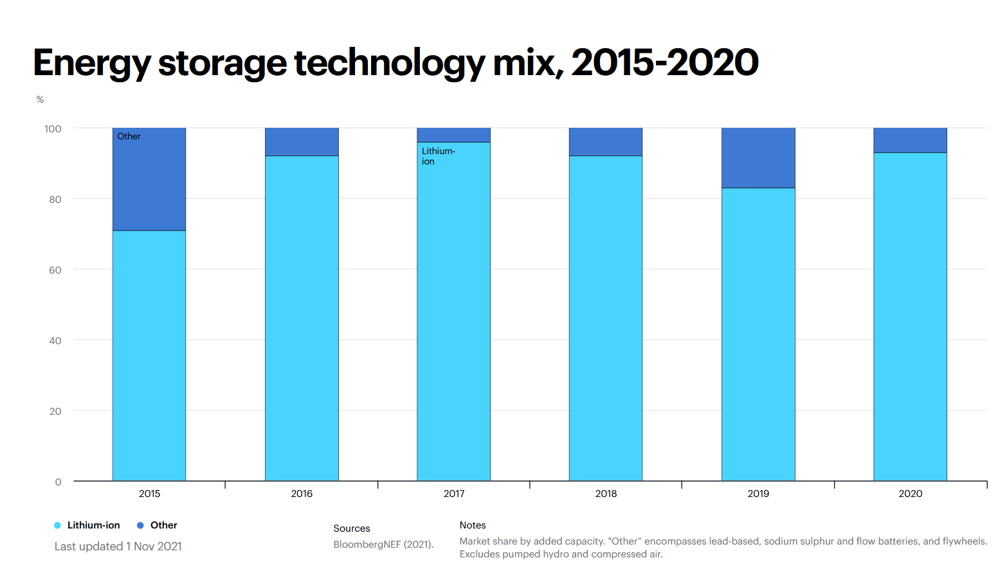 Energy storage technology mix, 2015-2020
%
100
80
60
40
20
0
Other
Lithium-
ion
2015
2016
2017
2018
2019
2020
Lithium-ion
Other
Last updated 1 Nov 2021
Sources
BloombergNEF (2021).
Notes
Market share by added capacity. "Other” encompasses lead-based, sodium sulphur and flow batteries, and flywheels.
Excludes pumped hydro and compressed air.